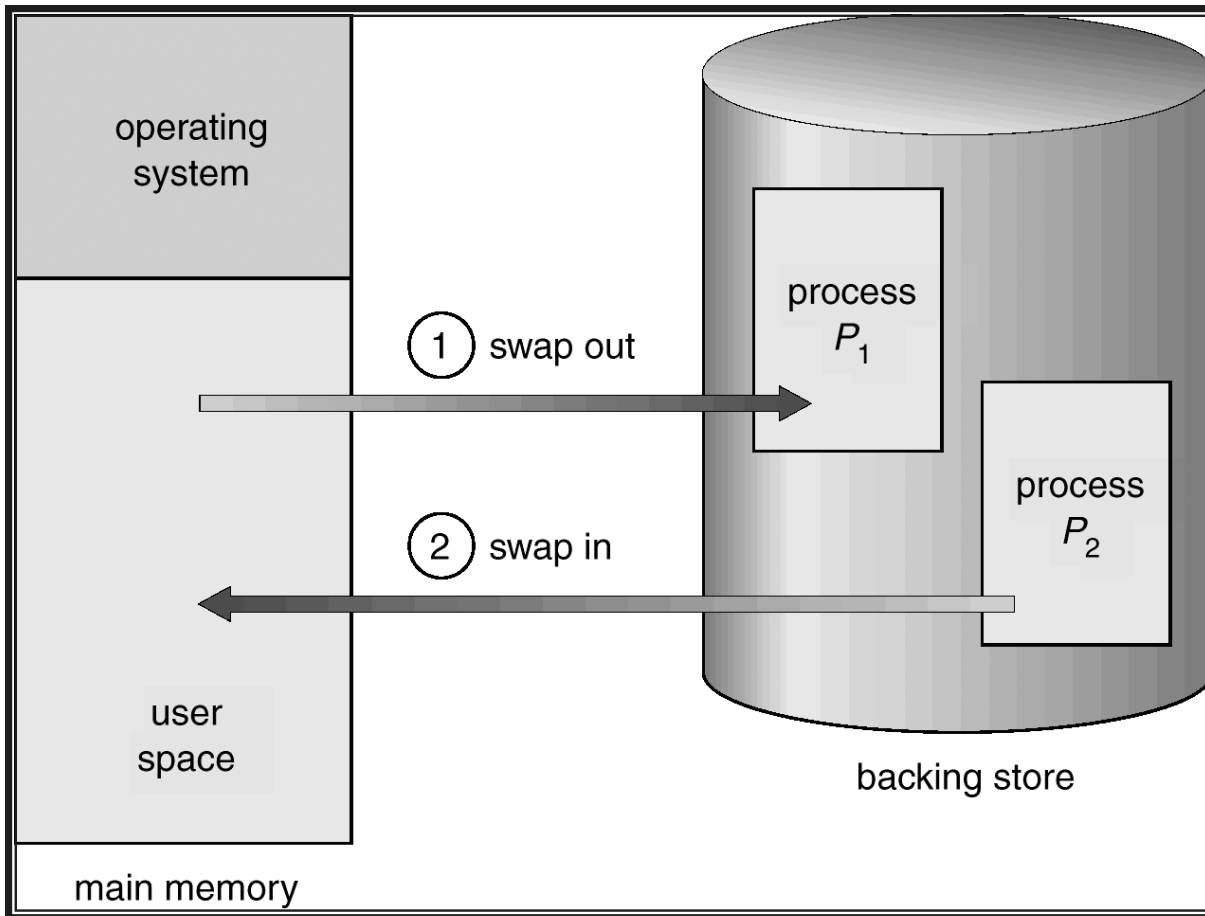 operating
system
process
P1
1 swap out
process
P2
2 swap in
user
space
backing store
main memory